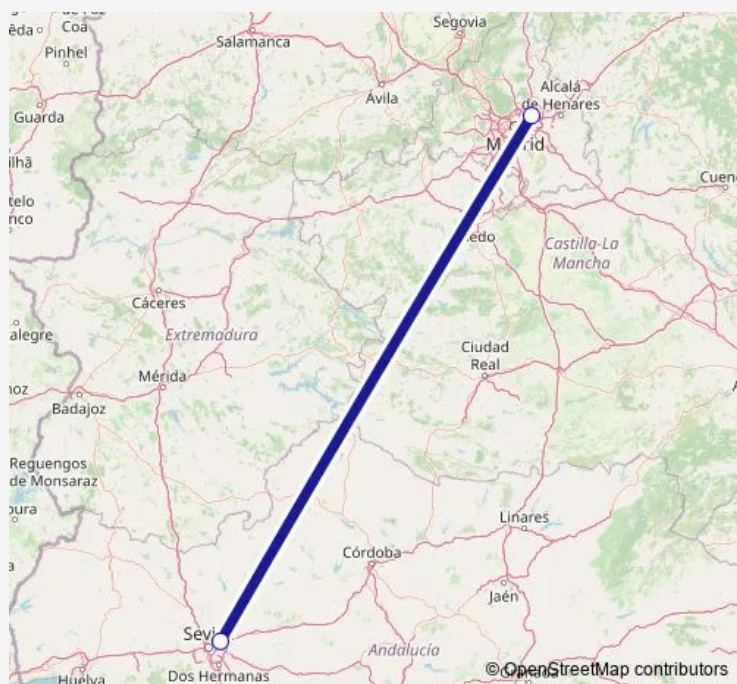 Coa
Pinhel
Guarda
Salamanca
Segovia
Ávila
Alcalá
de Henares
Cáceres
Extremadura
Castilla-La
Mancha
Mérida
Badajoz
Ciudad
Real
Reguengos
de Monsaraz
Linares
Córdoba
Jaén
Dos Hermanas
Andalucía
Huelva
© OpenStreetMap contributors